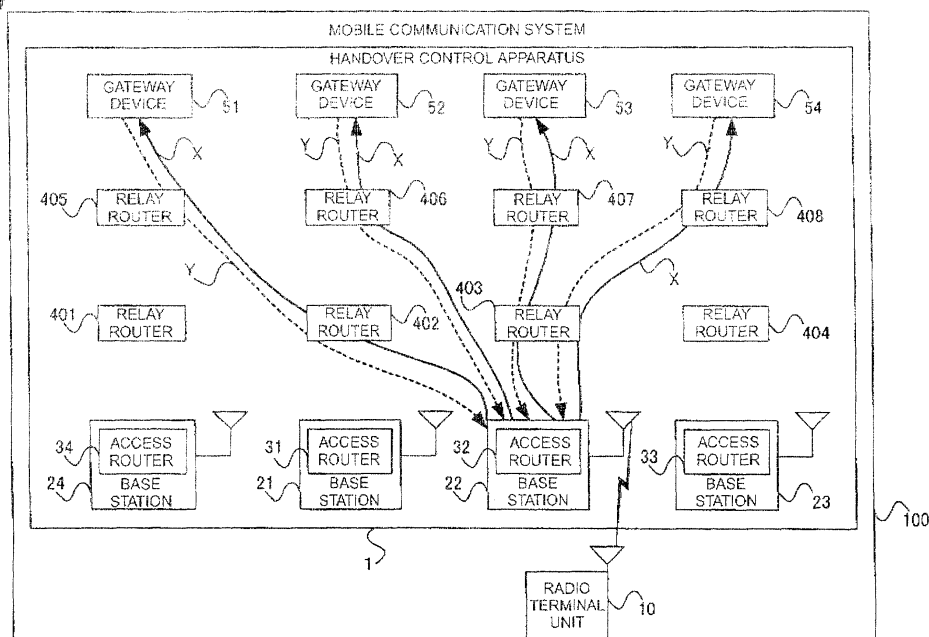 MOBILE COMMUNICATION SYSTEM
HANDOVER CONTROL APPARATUS
GATEWAY DEVICE 51
GATEWAY DEVICE 52
GATEWAY DEVICE 53
GATEWAY DEVICE 54
X
Y X
Y X
Y
405 RELAY ROUTER
RELAY ROUTER 406
RELAY ROUTER 407
RELAY ROUTER 408
Y
X
401 RELAY ROUTER
RELAY ROUTER 402
403 RELAY ROUTER
RELAY ROUTER 404
34 ACCESS ROUTER
24 BASE STATION
31 ACCESS ROUTER
21 BASE STATION
32 ACCESS ROUTER
22 BASE STATION
33 ACCESS ROUTER
BASE STATION 23
1
100
RADIO TERMINAL UNIT 10